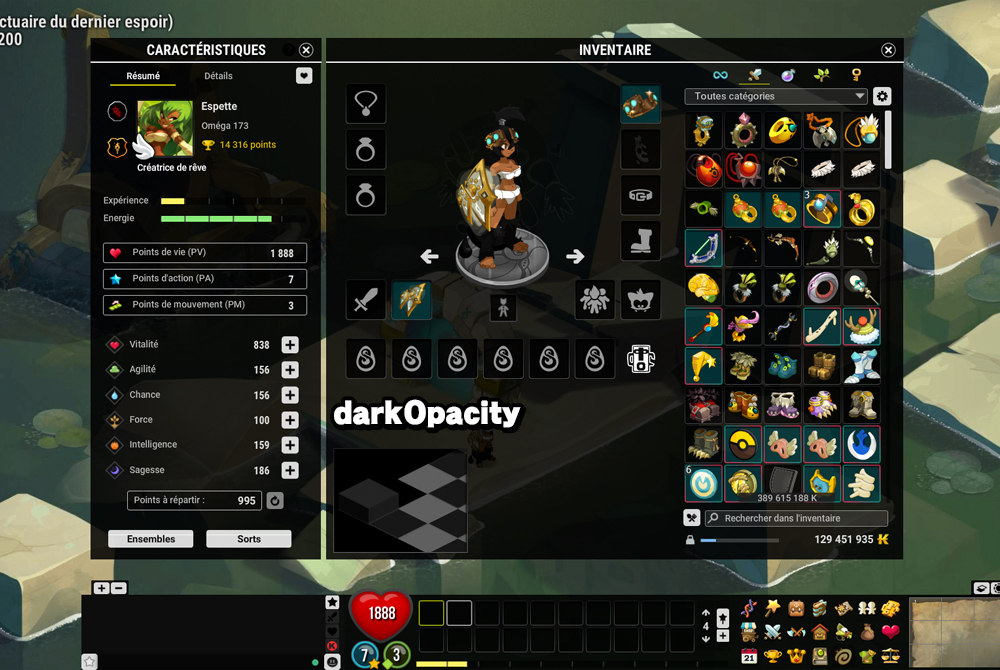 ctuaire du dernier espoir)
200
CARACTÉRISTIQUES
Résumé
Détails
Espette
Oméga 173
14 316 points
Créatrice de rêve
Expérience
Energie
Points de vie (PV) 1 888
Points d'action (PA) 7
Points de mouvement (PM) 3
Vitalité 838
Agilité 156
Chance 156
Force 100
Intelligence 159
Sagesse 186
Points à répartir : 995
Ensembles
Sorts
INVENTAIRE
Toutes catégories
3
6
389 615 188 K
Rechercher dans l'inventaire
129 451 935 K
darkOpacity
1888
7
3
4
21